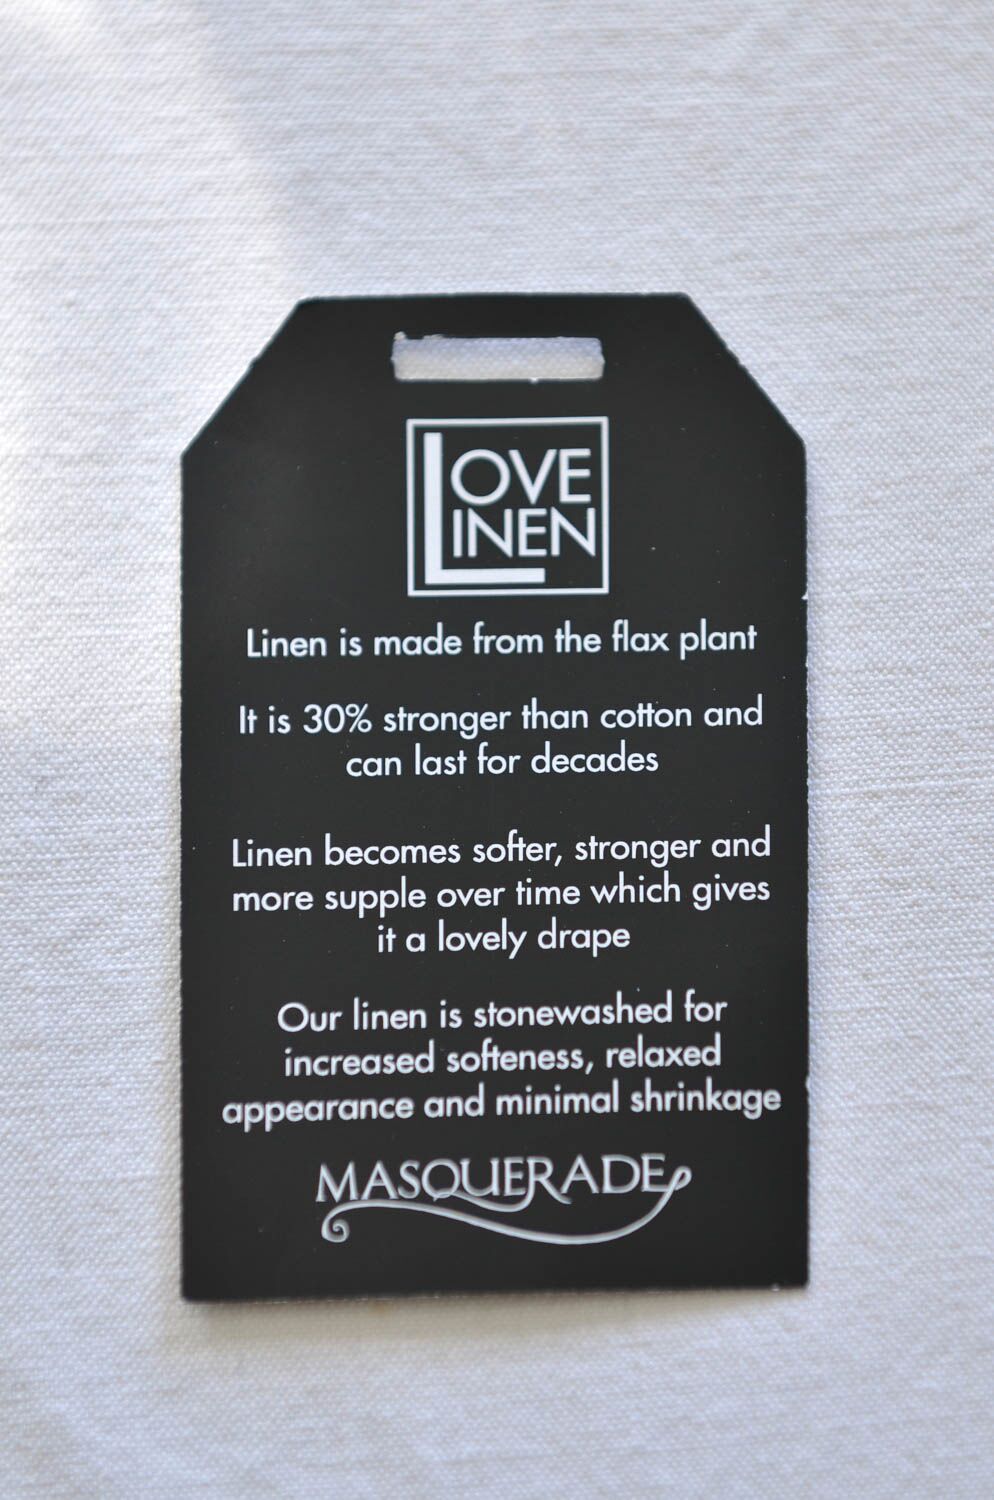 LOVE
LINEN
Linen is made from the flax plant
It is 30% stronger than cotton and
can last for decades
Linen becomes softer, stronger and
more supple over time which gives
it a lovely drape
Our linen is stonewashed for
increased softeness, relaxed
appearance and minimal shrinkage
MASQUERADE